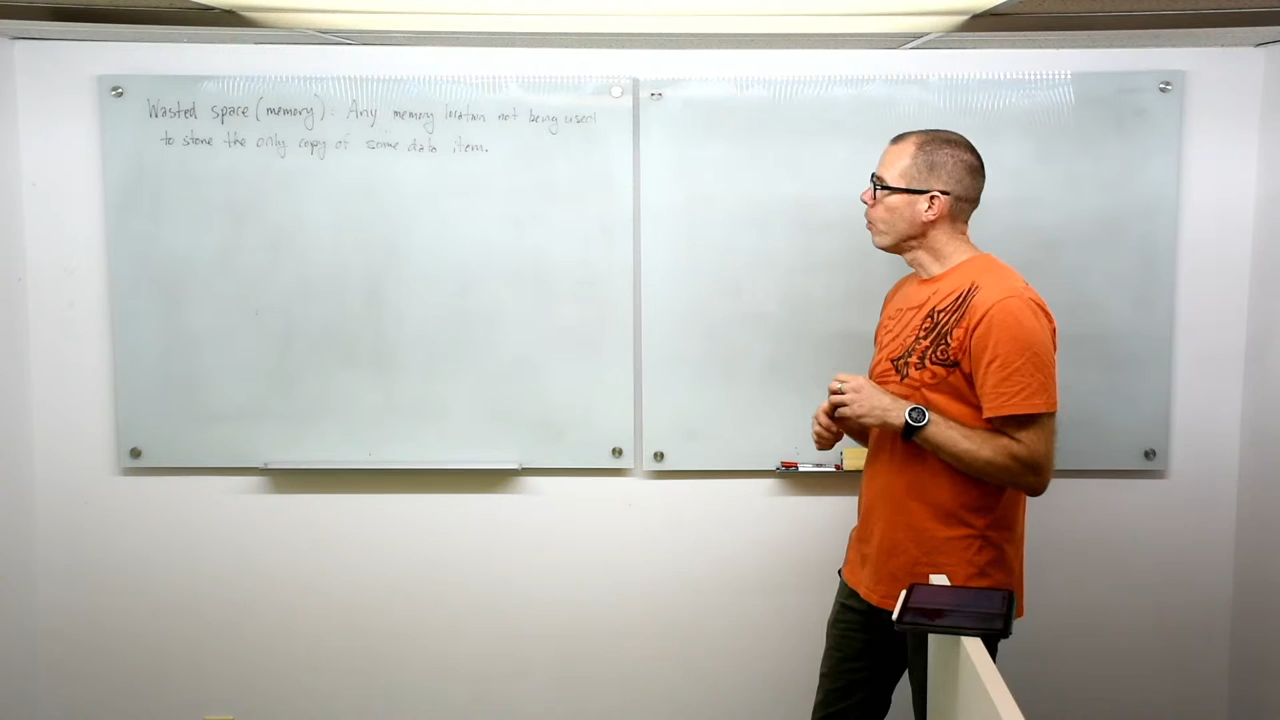 Wasted space (memory): Any memory location not being used
to store the only copy of some data item.